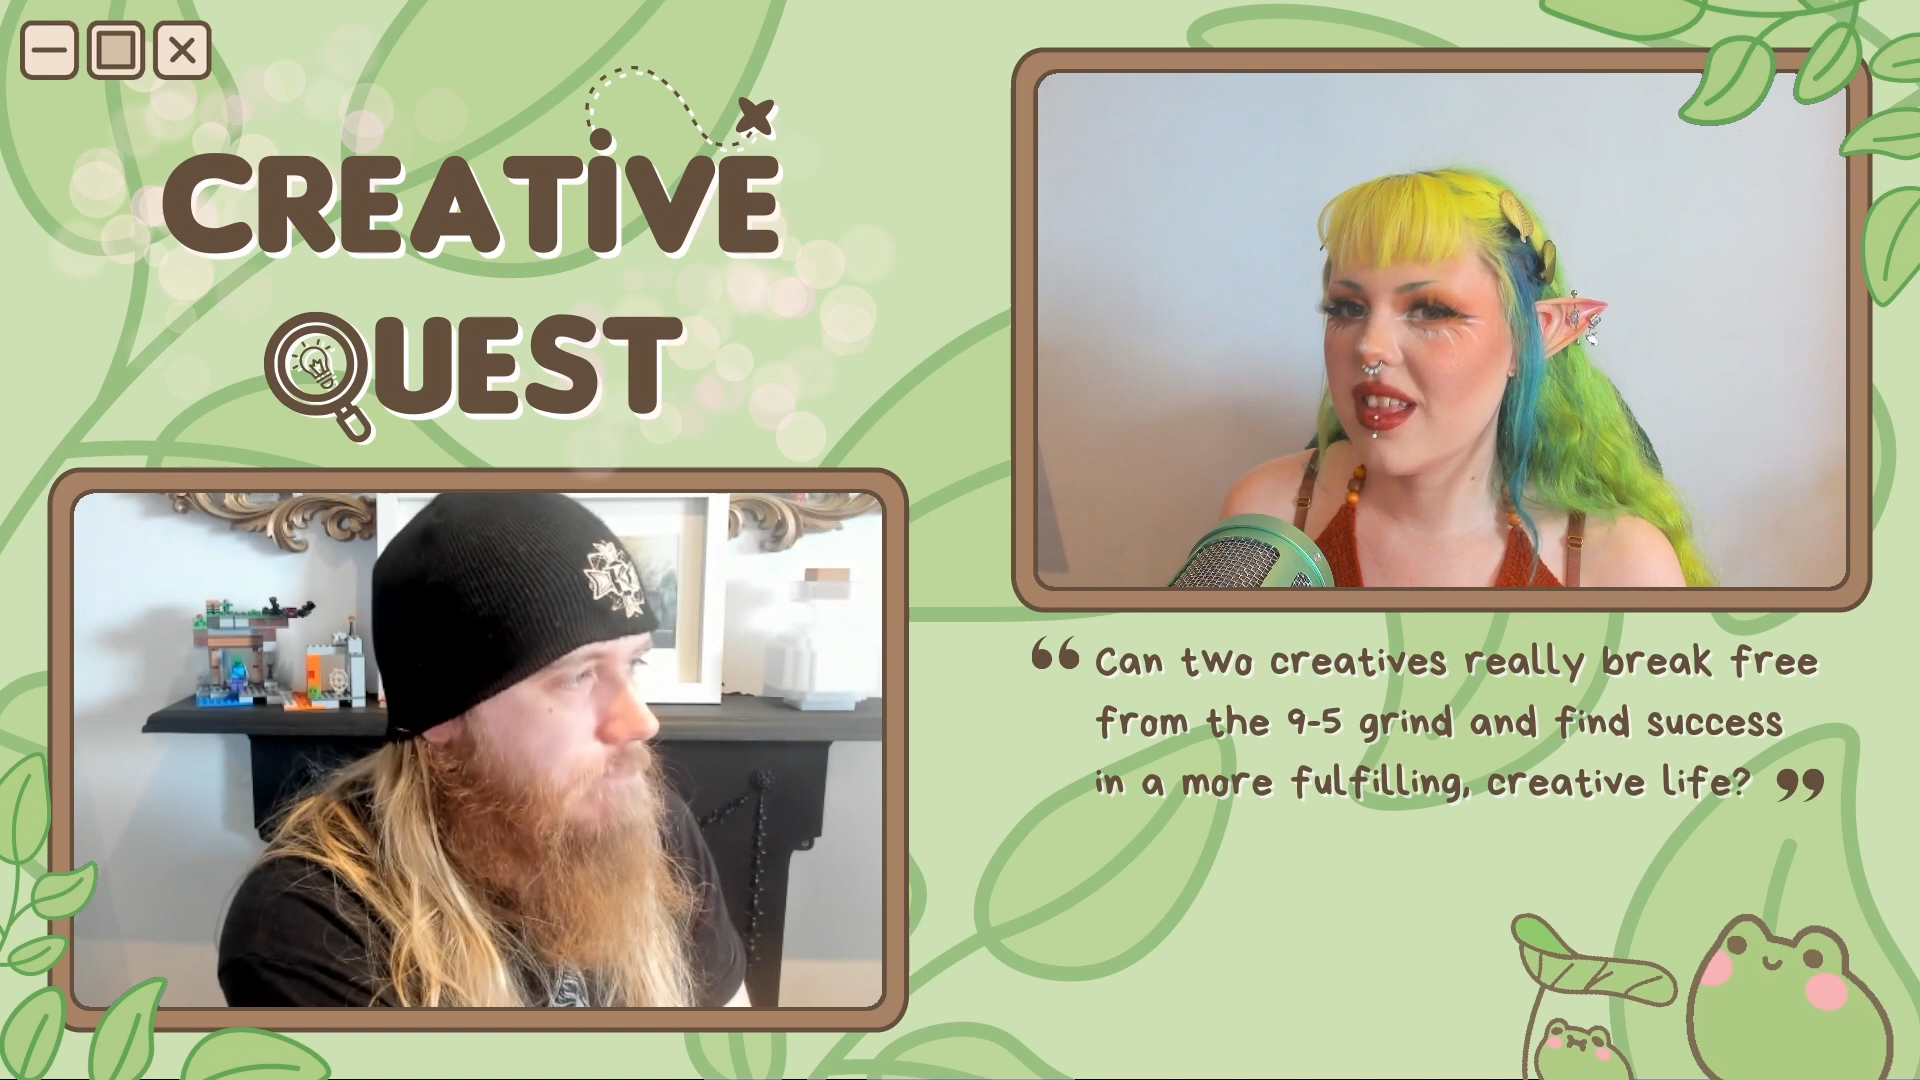 CREATiVE
QUEST
“ Can two creatives really break free
from the 9-5 grind and find success
in a more fulfilling, creative life? ”